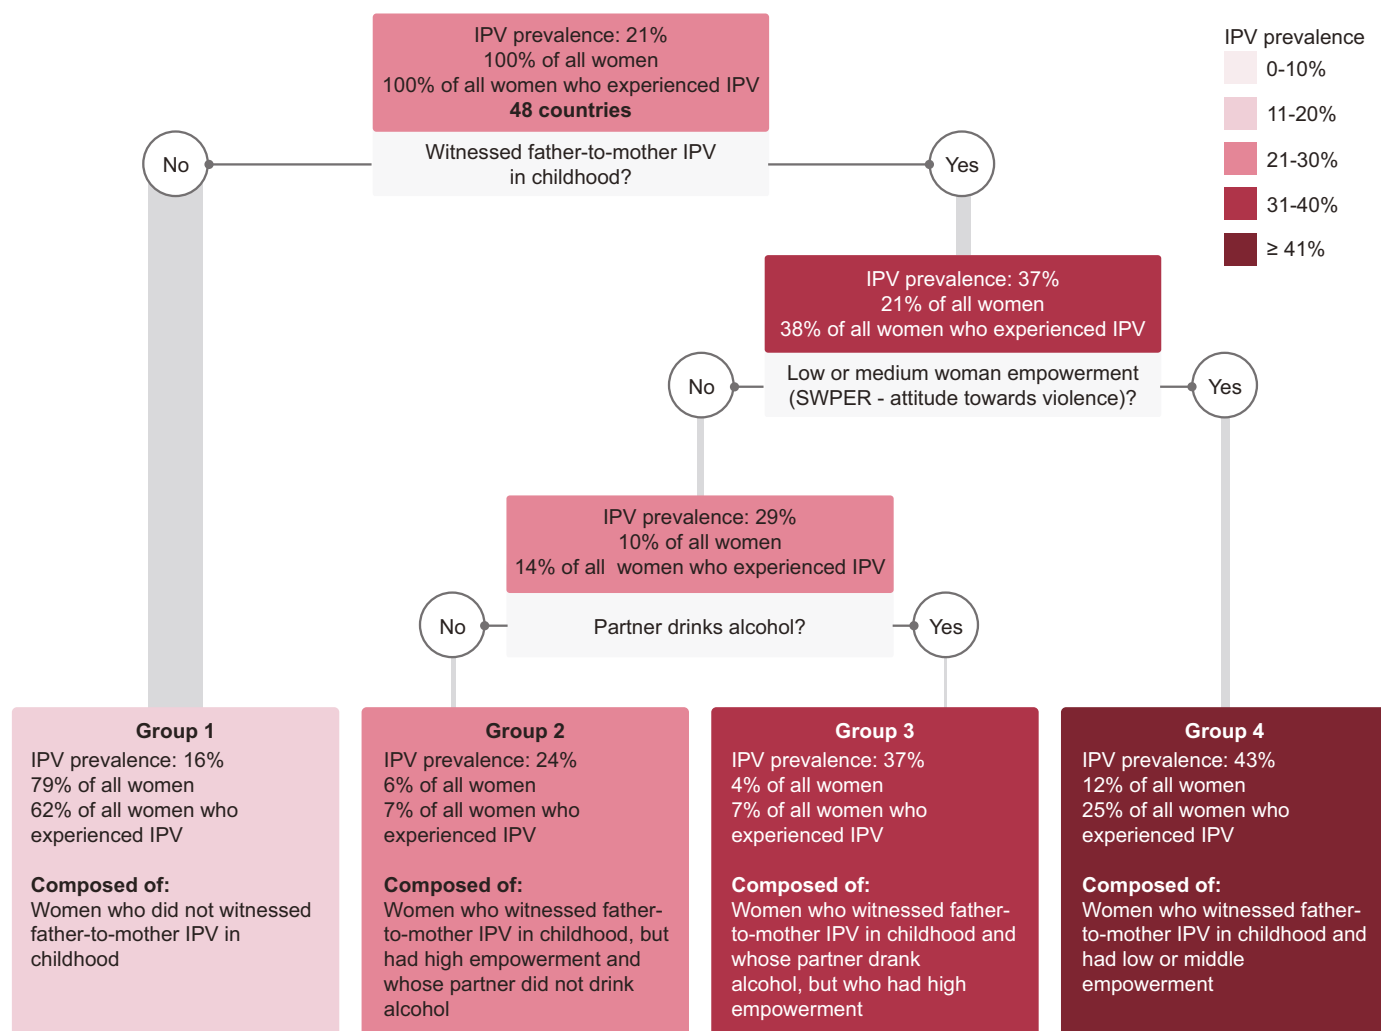 IPV prevalence: 21%
100% of all women
100% of all women who experienced IPV
48 countries
Witnessed father-to-mother IPV
in childhood?
No
Yes
IPV prevalence
0-10%
11-20%
21-30%
31-40%
≥ 41%
IPV prevalence: 37%
21% of all women
38% of all women who experienced IPV
Low or medium woman empowerment
(SWPER - attitude towards violence)?
No
Yes
IPV prevalence: 29%
10% of all women
14% of all  women who experienced IPV
Partner drinks alcohol?
No
Yes
Group 1
IPV prevalence: 16%
79% of all women
62% of all women who
experienced IPV
Composed of:
Women who did not witnessed
father-to-mother IPV in
childhood
Group 2
IPV prevalence: 24%
6% of all women
7% of all women who
experienced IPV
Composed of:
Women who witnessed father-
to-mother IPV in childhood, but
had high empowerment and
whose partner did not drink
alcohol
Group 3
IPV prevalence: 37%
4% of all women
7% of all women who
experienced IPV
Composed of:
Women who witnessed father-
to-mother IPV in childhood and
whose partner drank
alcohol, but who had high
empowerment
Group 4
IPV prevalence: 43%
12% of all women
25% of all women who
experienced IPV
Composed of:
Women who witnessed father-
to-mother IPV in childhood and
had low or middle
empowerment